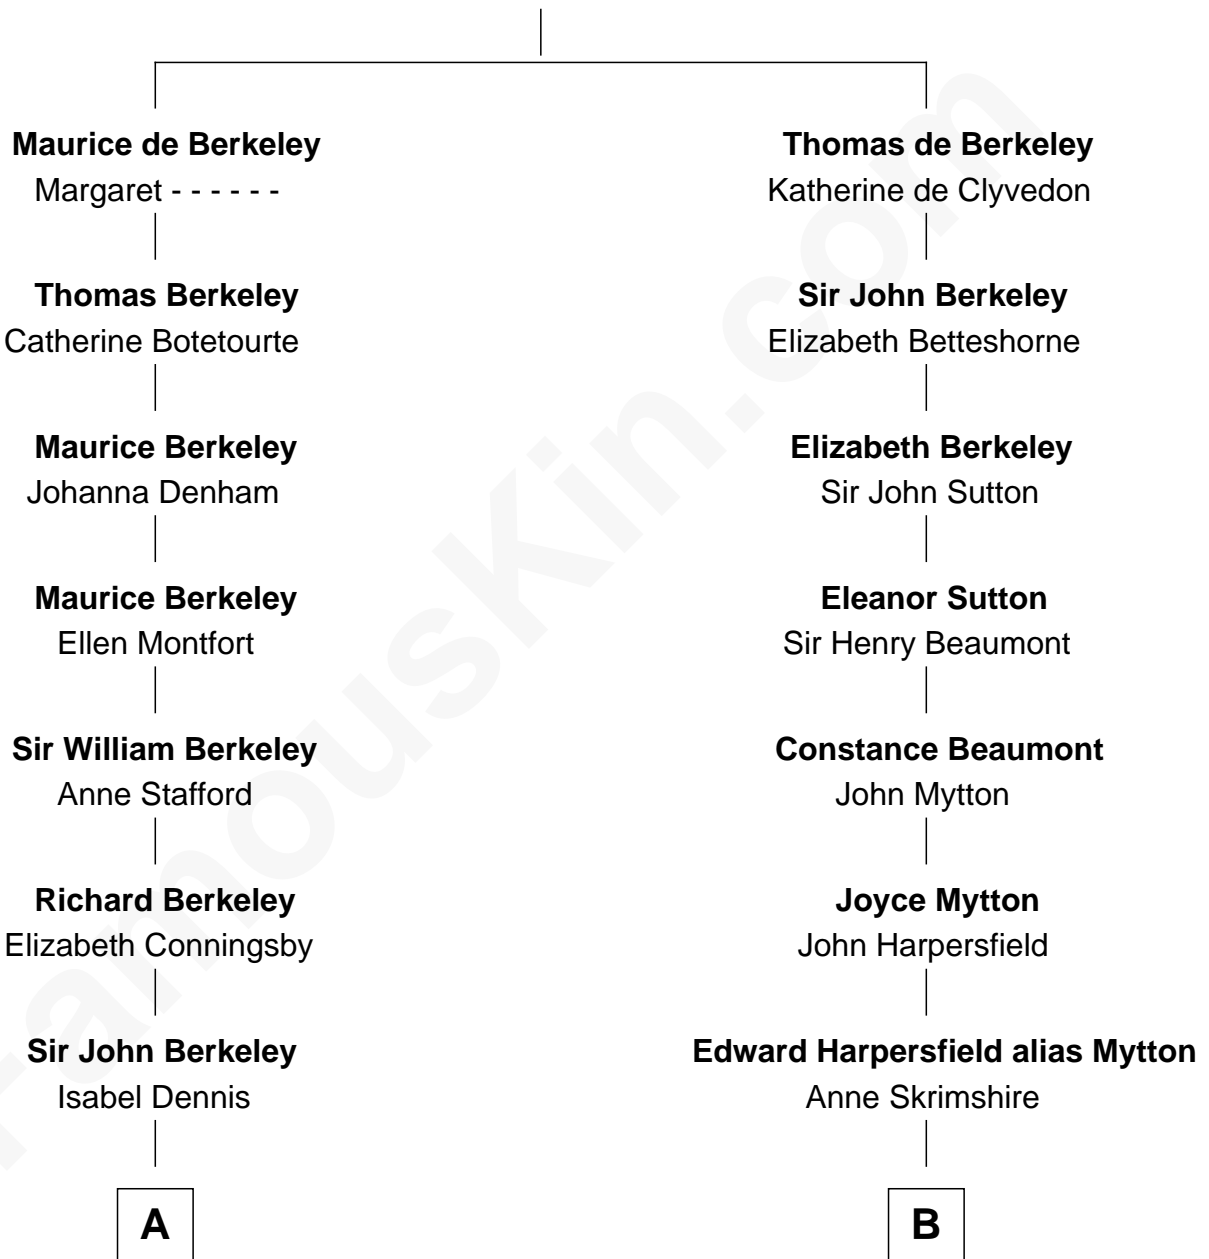 Maurice de Berkeley
Margaret - - - - - -
Thomas Berkeley
Catherine Botetourte
Maurice Berkeley
Johanna Denham
Maurice Berkeley
Ellen Montfort
Sir William Berkeley
Anne Stafford
Richard Berkeley
Elizabeth Conningsby
Sir John Berkeley
Isabel Dennis
A
Thomas de Berkeley
Katherine de Clyvedon
Sir John Berkeley
Elizabeth Betteshorne
Elizabeth Berkeley
Sir John Sutton
Eleanor Sutton
Sir Henry Beaumont
Constance Beaumont
John Mytton
Joyce Mytton
John Harpersfield
Edward Harpersfield alias Mytton
Anne Skrimshire
B
FamousKin.com